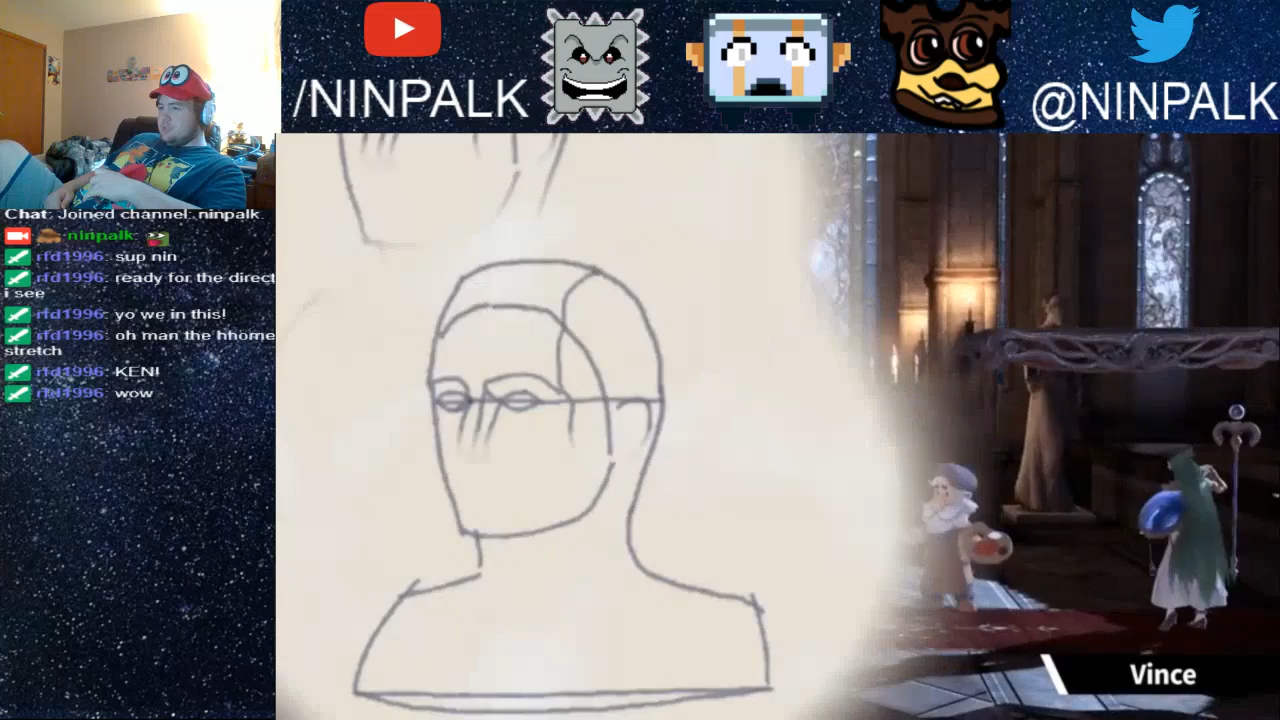 /NINPALK
@NINPALK
Chat: Joined channel: ninpalk.
ninpalk:
rfd1996: sup nin
rfd1996: ready for the direct
i see
rfd1996: yo we in this!
rfd1996: oh man the hhome
stretch
rfd1996: KEN!
rfd1996: wow
Vince